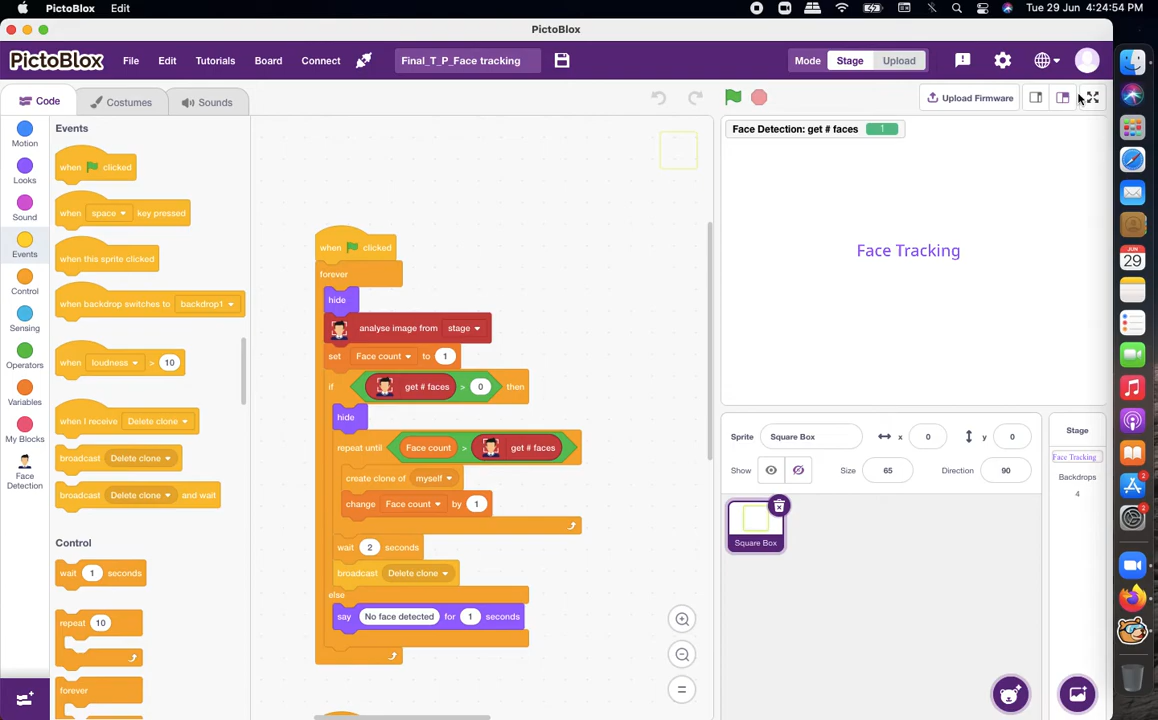 PictoBlox Edit Tue 29 Jun 4:24:54 PM
PictoBlox
PictoBlox File Edit Tutorials Board Connect Final_T_P_Face tracking Mode Stage Upload
Code Costumes Sounds Upload Firmware
Motion
Looks
Sound
Events
Control
Sensing
Operators
Variables
My Blocks
Face
Detection
Events
when clicked
when space key pressed
when this sprite clicked
when backdrop switches to backdrop1
when loudness > 10
when I receive Delete clone
broadcast Delete clone
broadcast Delete clone and wait
Control
wait 1 seconds
repeat 10
forever
when clicked
forever
hide
analyse image from stage
set Face count to 1
if get # faces > 0 then
hide
repeat until Face count > get # faces
create clone of myself
change Face count by 1
wait 2 seconds
broadcast Delete clone
else
say No face detected for 1 seconds
Face Detection: get # faces 1
Face Tracking
Sprite Square Box x 0 y 0
Show Size 65 Direction 90
Square Box
Stage
Face Tracking
Backdrops
4
JUN
29
2
2